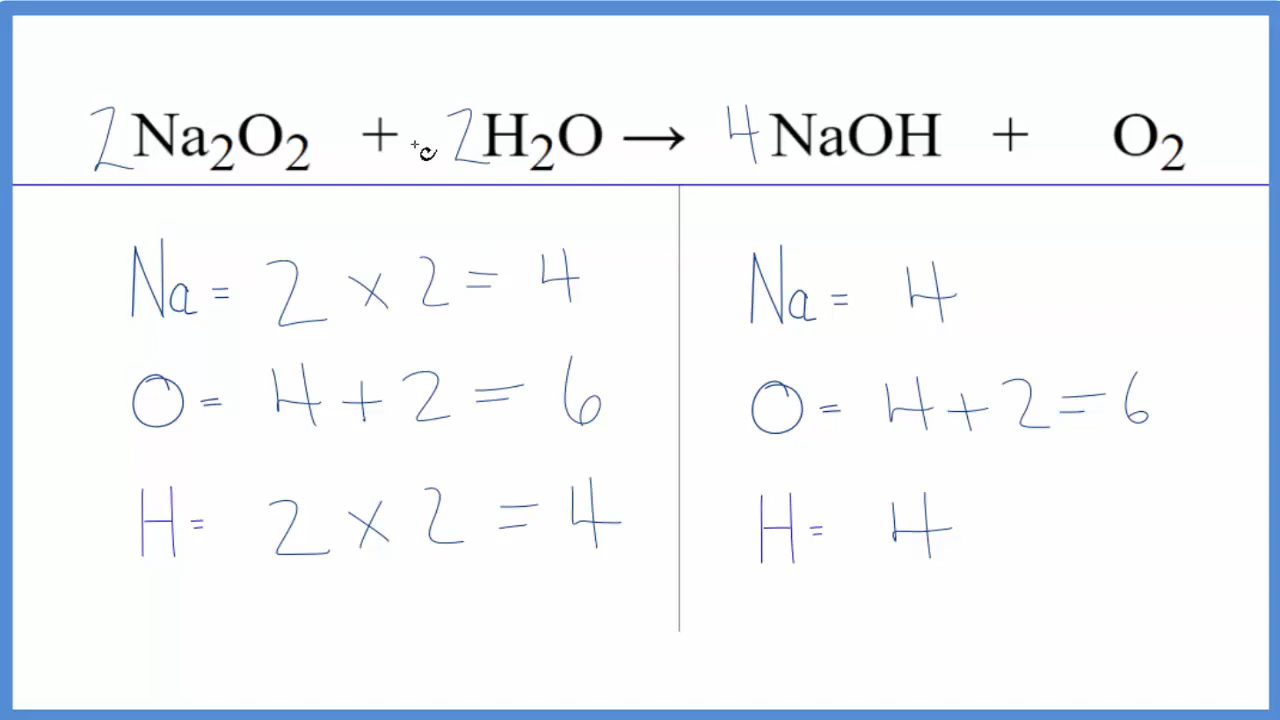 2Na₂O₂ + 2H₂O → 4NaOH + O₂
Na = 2 x 2 = 4
O = 4 + 2 = 6
H = 2 x 2 = 4
Na = 4
O = 4 + 2 = 6
H = 4